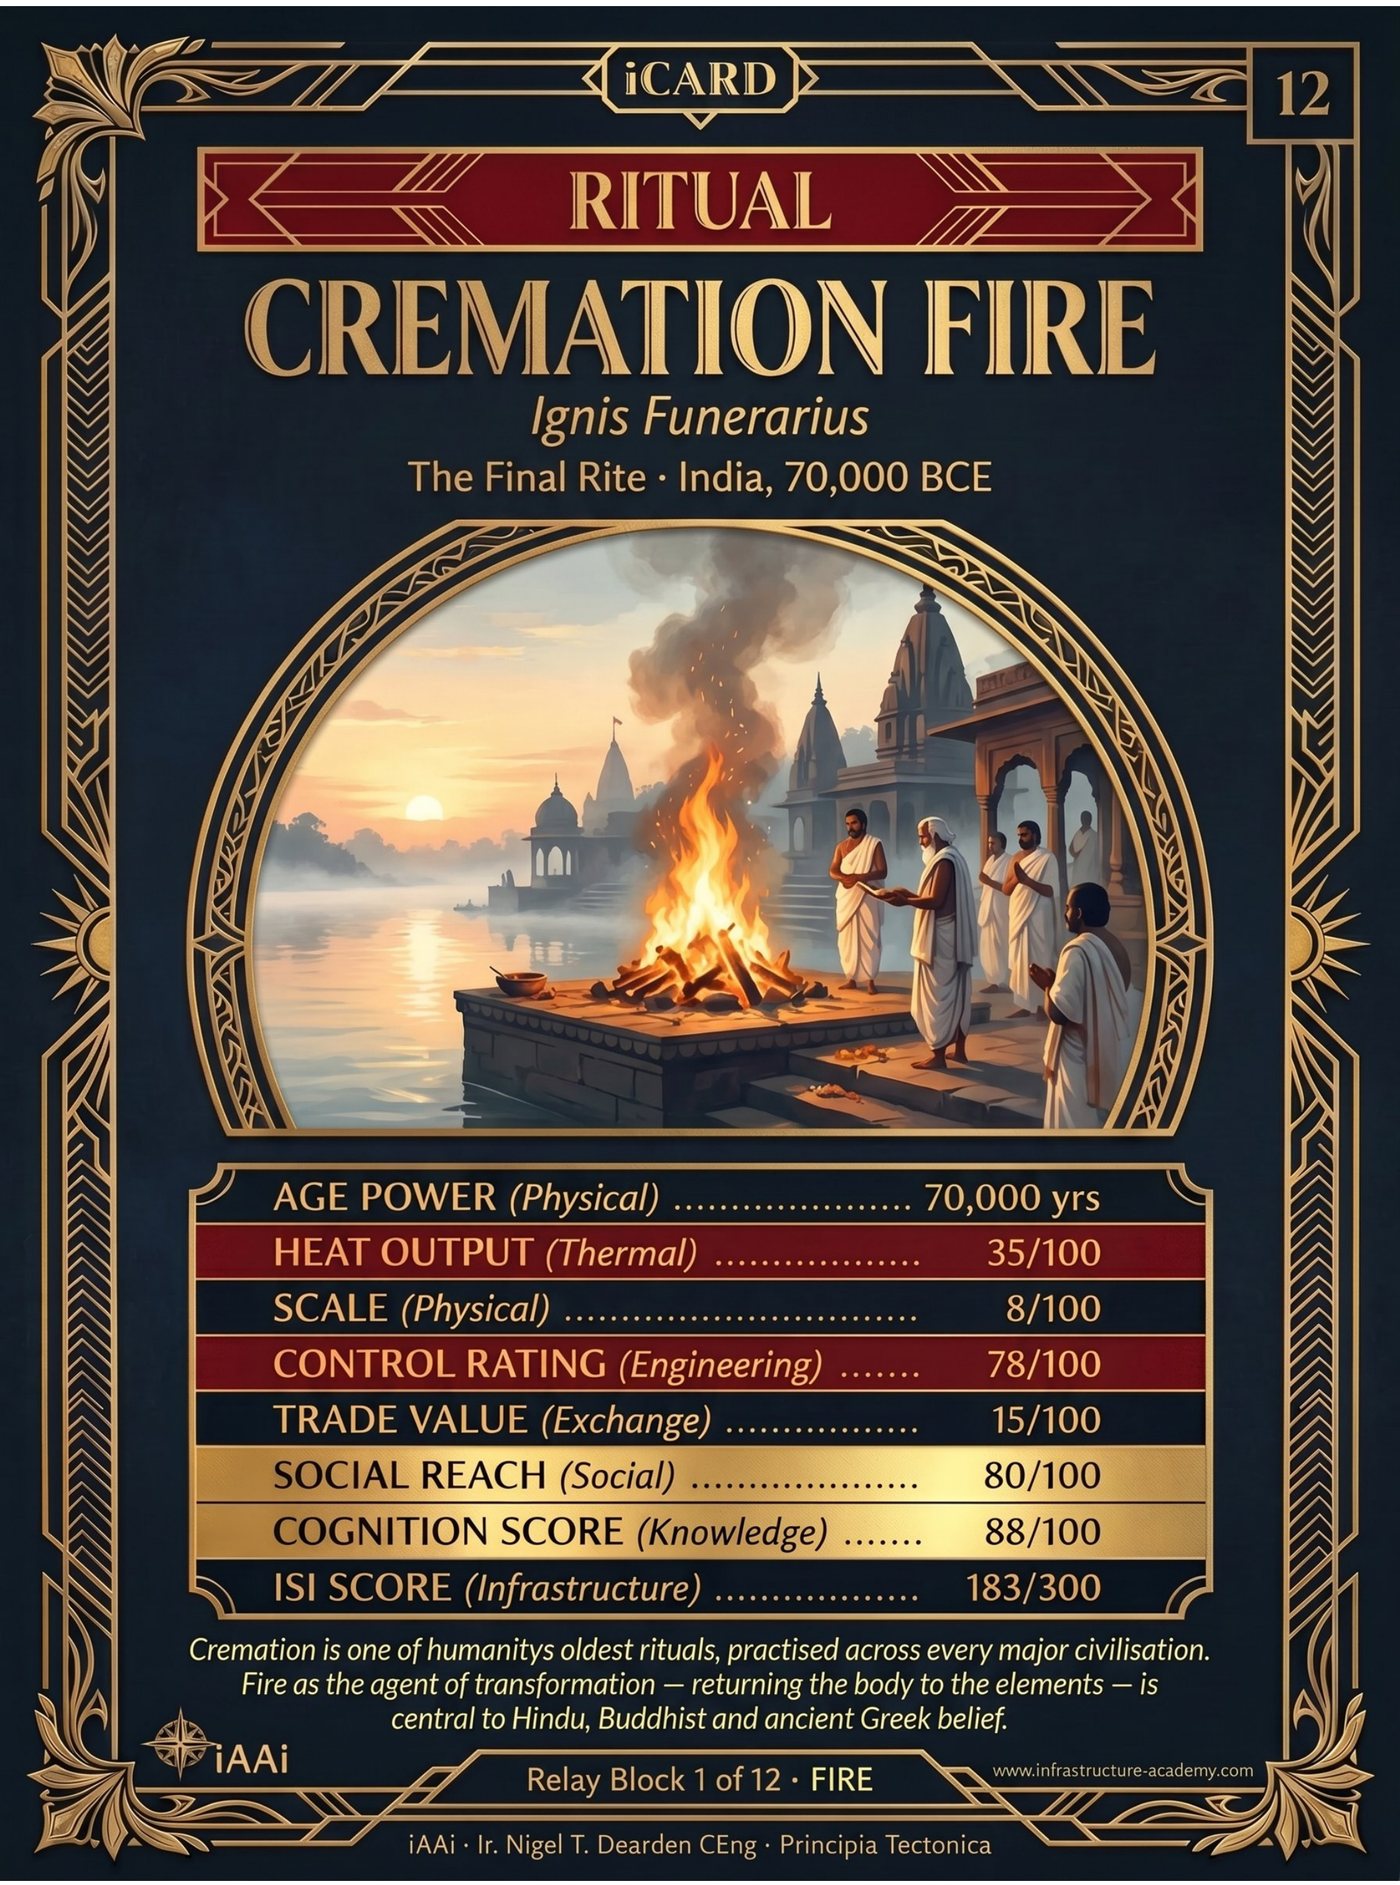 iCARD
12
RITUAL
CREMATION FIRE
Ignis Funerarius
The Final Rite · India, 70,000 BCE
AGE POWER (Physical) ..................... 70,000 yrs
HEAT OUTPUT (Thermal) .................. 35/100
SCALE (Physical) ............................... 8/100
CONTROL RATING (Engineering) ....... 78/100
TRADE VALUE (Exchange) ................. 15/100
SOCIAL REACH (Social) .................... 80/100
COGNITION SCORE (Knowledge) ....... 88/100
ISI SCORE (Infrastructure) .................. 183/300
Cremation is one of humanitys oldest rituals, practised across every major civilisation.
Fire as the agent of transformation — returning the body to the elements — is
central to Hindu, Buddhist and ancient Greek belief.
iAAi
Relay Block 1 of 12 · FIRE
www.infrastructure-academy.com
iAAi · Ir. Nigel T. Dearden CEng · Principia Tectonica